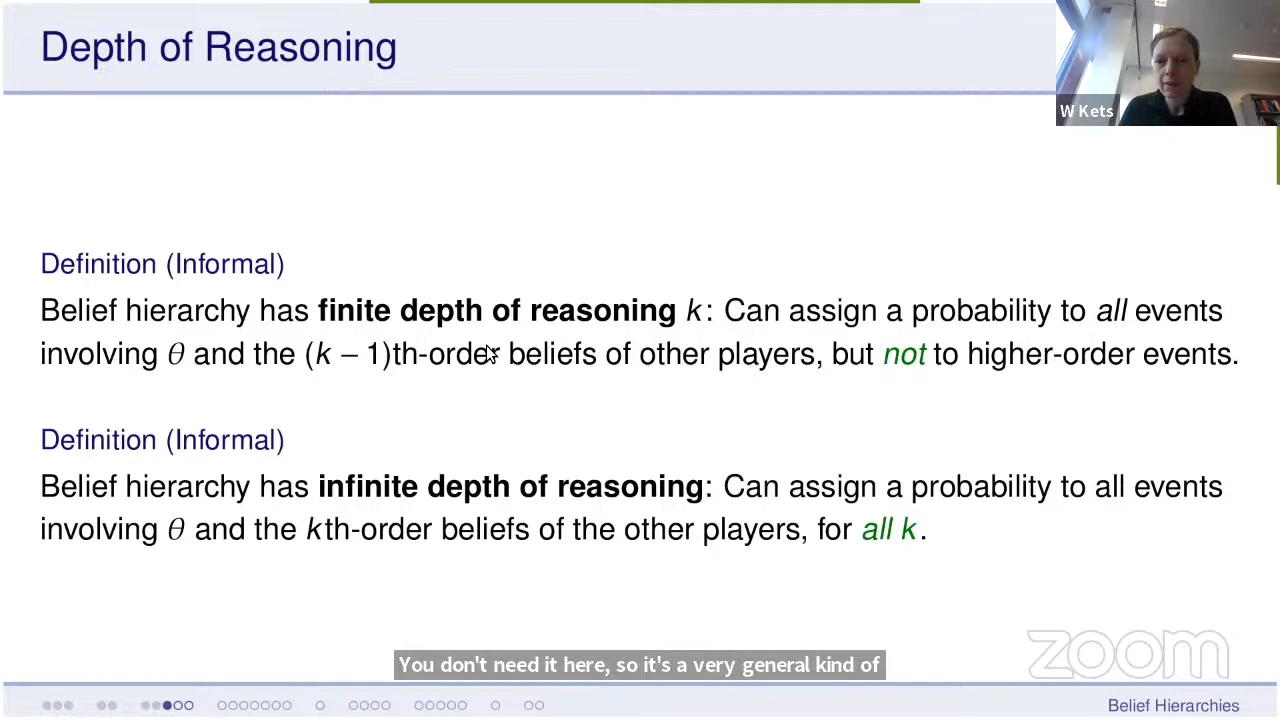 Depth of Reasoning
W Kets
Definition (Informal)
Belief hierarchy has finite depth of reasoning k: Can assign a probability to all events
involving θ and the (k − 1)th-order beliefs of other players, but not to higher-order events.
Definition (Informal)
Belief hierarchy has infinite depth of reasoning: Can assign a probability to all events
involving θ and the kth-order beliefs of the other players, for all k.
zoom
You don't need it here, so it's a very general kind of
Belief Hierarchies